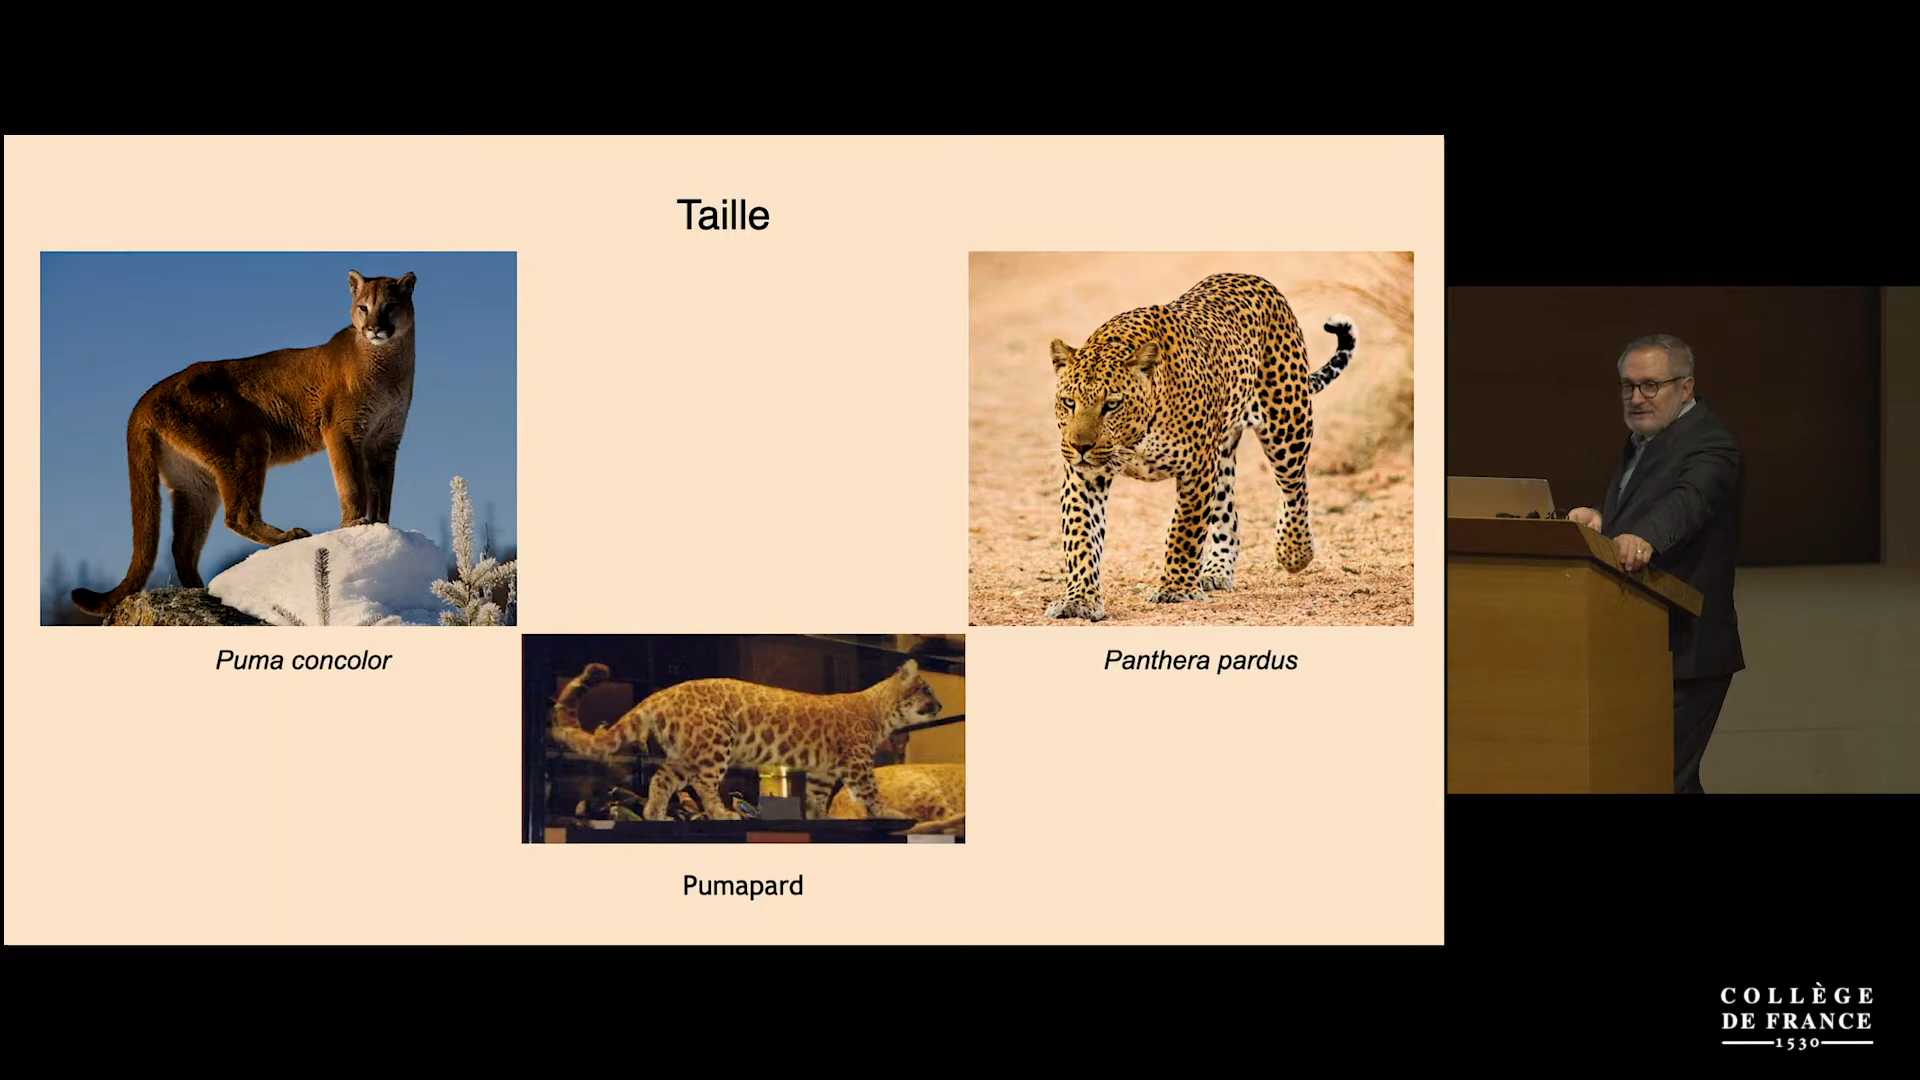 Taille
Puma concolor
Panthera pardus
Pumapard
COLLÈGE
DE FRANCE
1530